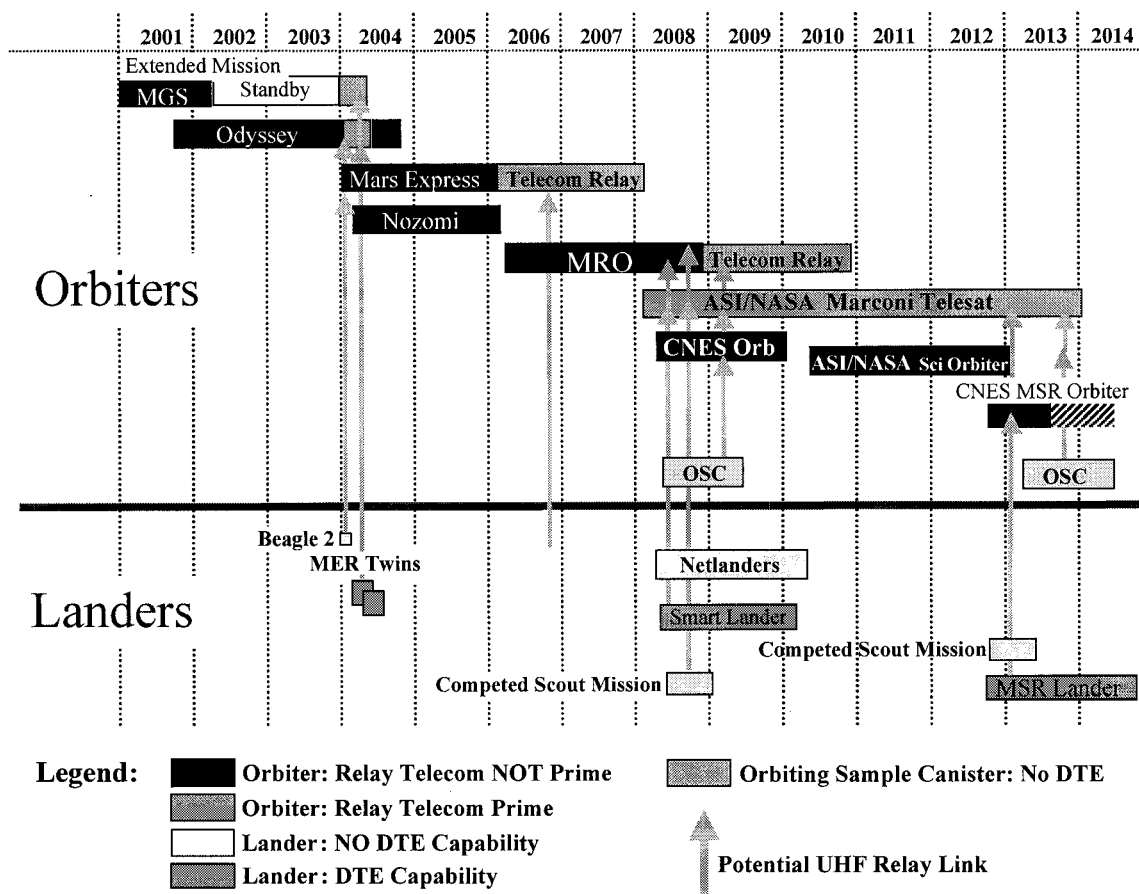 2001 2002 2003 2004 2005 2006 2007 2008 2009 2010 2011 2012 2013 2014
Extended Mission
MGS Standby
Odyssey
Mars Express Telecom Relay
Nozomi
MRO Telecom Relay
Orbiters
ASI/NASA Marconi Telesat
CNES Orb
ASI/NASA Sci Orbiter
CNES MSR Orbiter
OSC OSC
Beagle 2
MER Twins
Netlanders
Landers
Smart Lander
Competed Scout Mission
Competed Scout Mission
MSR Lander
Legend:
Orbiter: Relay Telecom NOT Prime
Orbiter: Relay Telecom Prime
Lander: NO DTE Capability
Lander: DTE Capability
Orbiting Sample Canister: No DTE
Potential UHF Relay Link